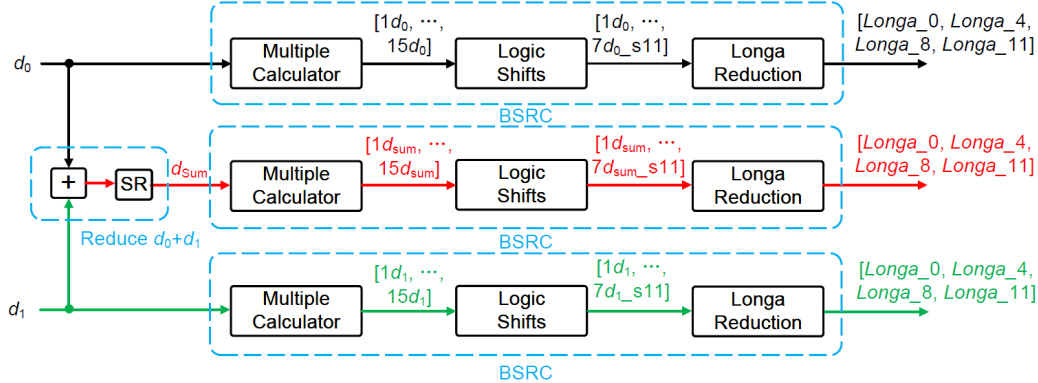 d₀
Multiple
Calculator
[1d₀, ···,
15d₀]
Logic
Shifts
[1d₀, ···,
7d₀_s11]
Longa
Reduction
[Longa_0, Longa_4,
Longa_8, Longa_11]
BSRC
+
SR
dSum
Reduce d₀+d₁
Multiple
Calculator
[1dsum, ···,
15dsum]
Logic
Shifts
[1dsum, ···,
7dsum_s11]
Longa
Reduction
[Longa_0, Longa_4,
Longa_8, Longa_11]
BSRC
d₁
Multiple
Calculator
[1d₁, ···,
15d₁]
Logic
Shifts
[1d₁, ···,
7d₁_s11]
Longa
Reduction
[Longa_0, Longa_4,
Longa_8, Longa_11]
BSRC